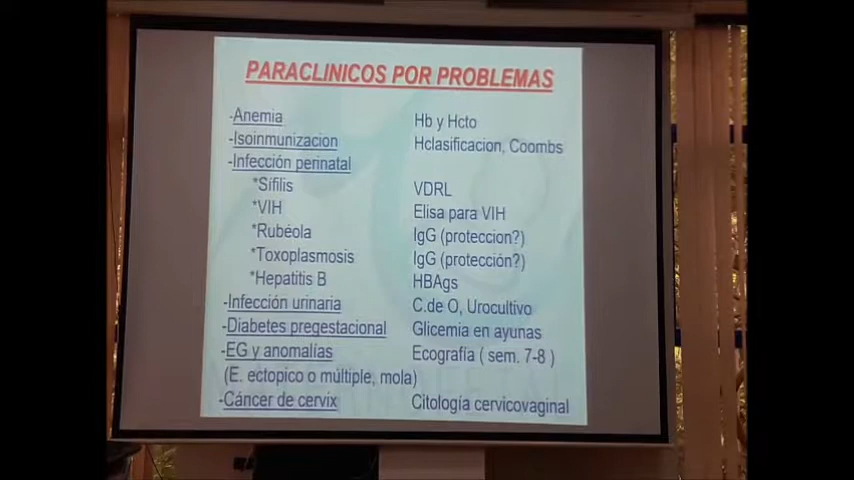 PARACLINICOS POR PROBLEMAS
-Anemia Hb y Hcto
-Isoinmunizacion Hclasificacion, Coombs
-Infección perinatal
*Sífilis VDRL
*VIH Elisa para VIH
*Rubéola IgG (proteccion?)
*Toxoplasmosis IgG (protección?)
*Hepatitis B HBAgs
-Infección urinaria C.de O, Urocultivo
-Diabetes pregestacional Glicemia en ayunas
-EG y anomalías Ecografía ( sem. 7-8 )
(E. ectopico o múltiple, mola)
-Cáncer de cervix Citología cervicovaginal